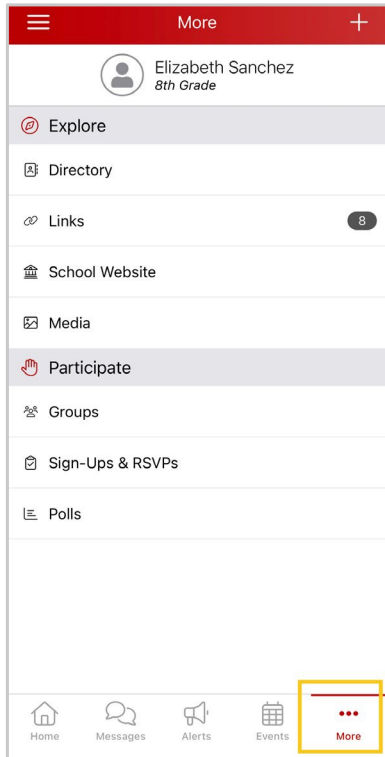 More
Elizabeth Sanchez
8th Grade
Explore
Directory
Links 8
School Website
Media
Participate
Groups
Sign-Ups & RSVPs
Polls
Home Messages Alerts Events More